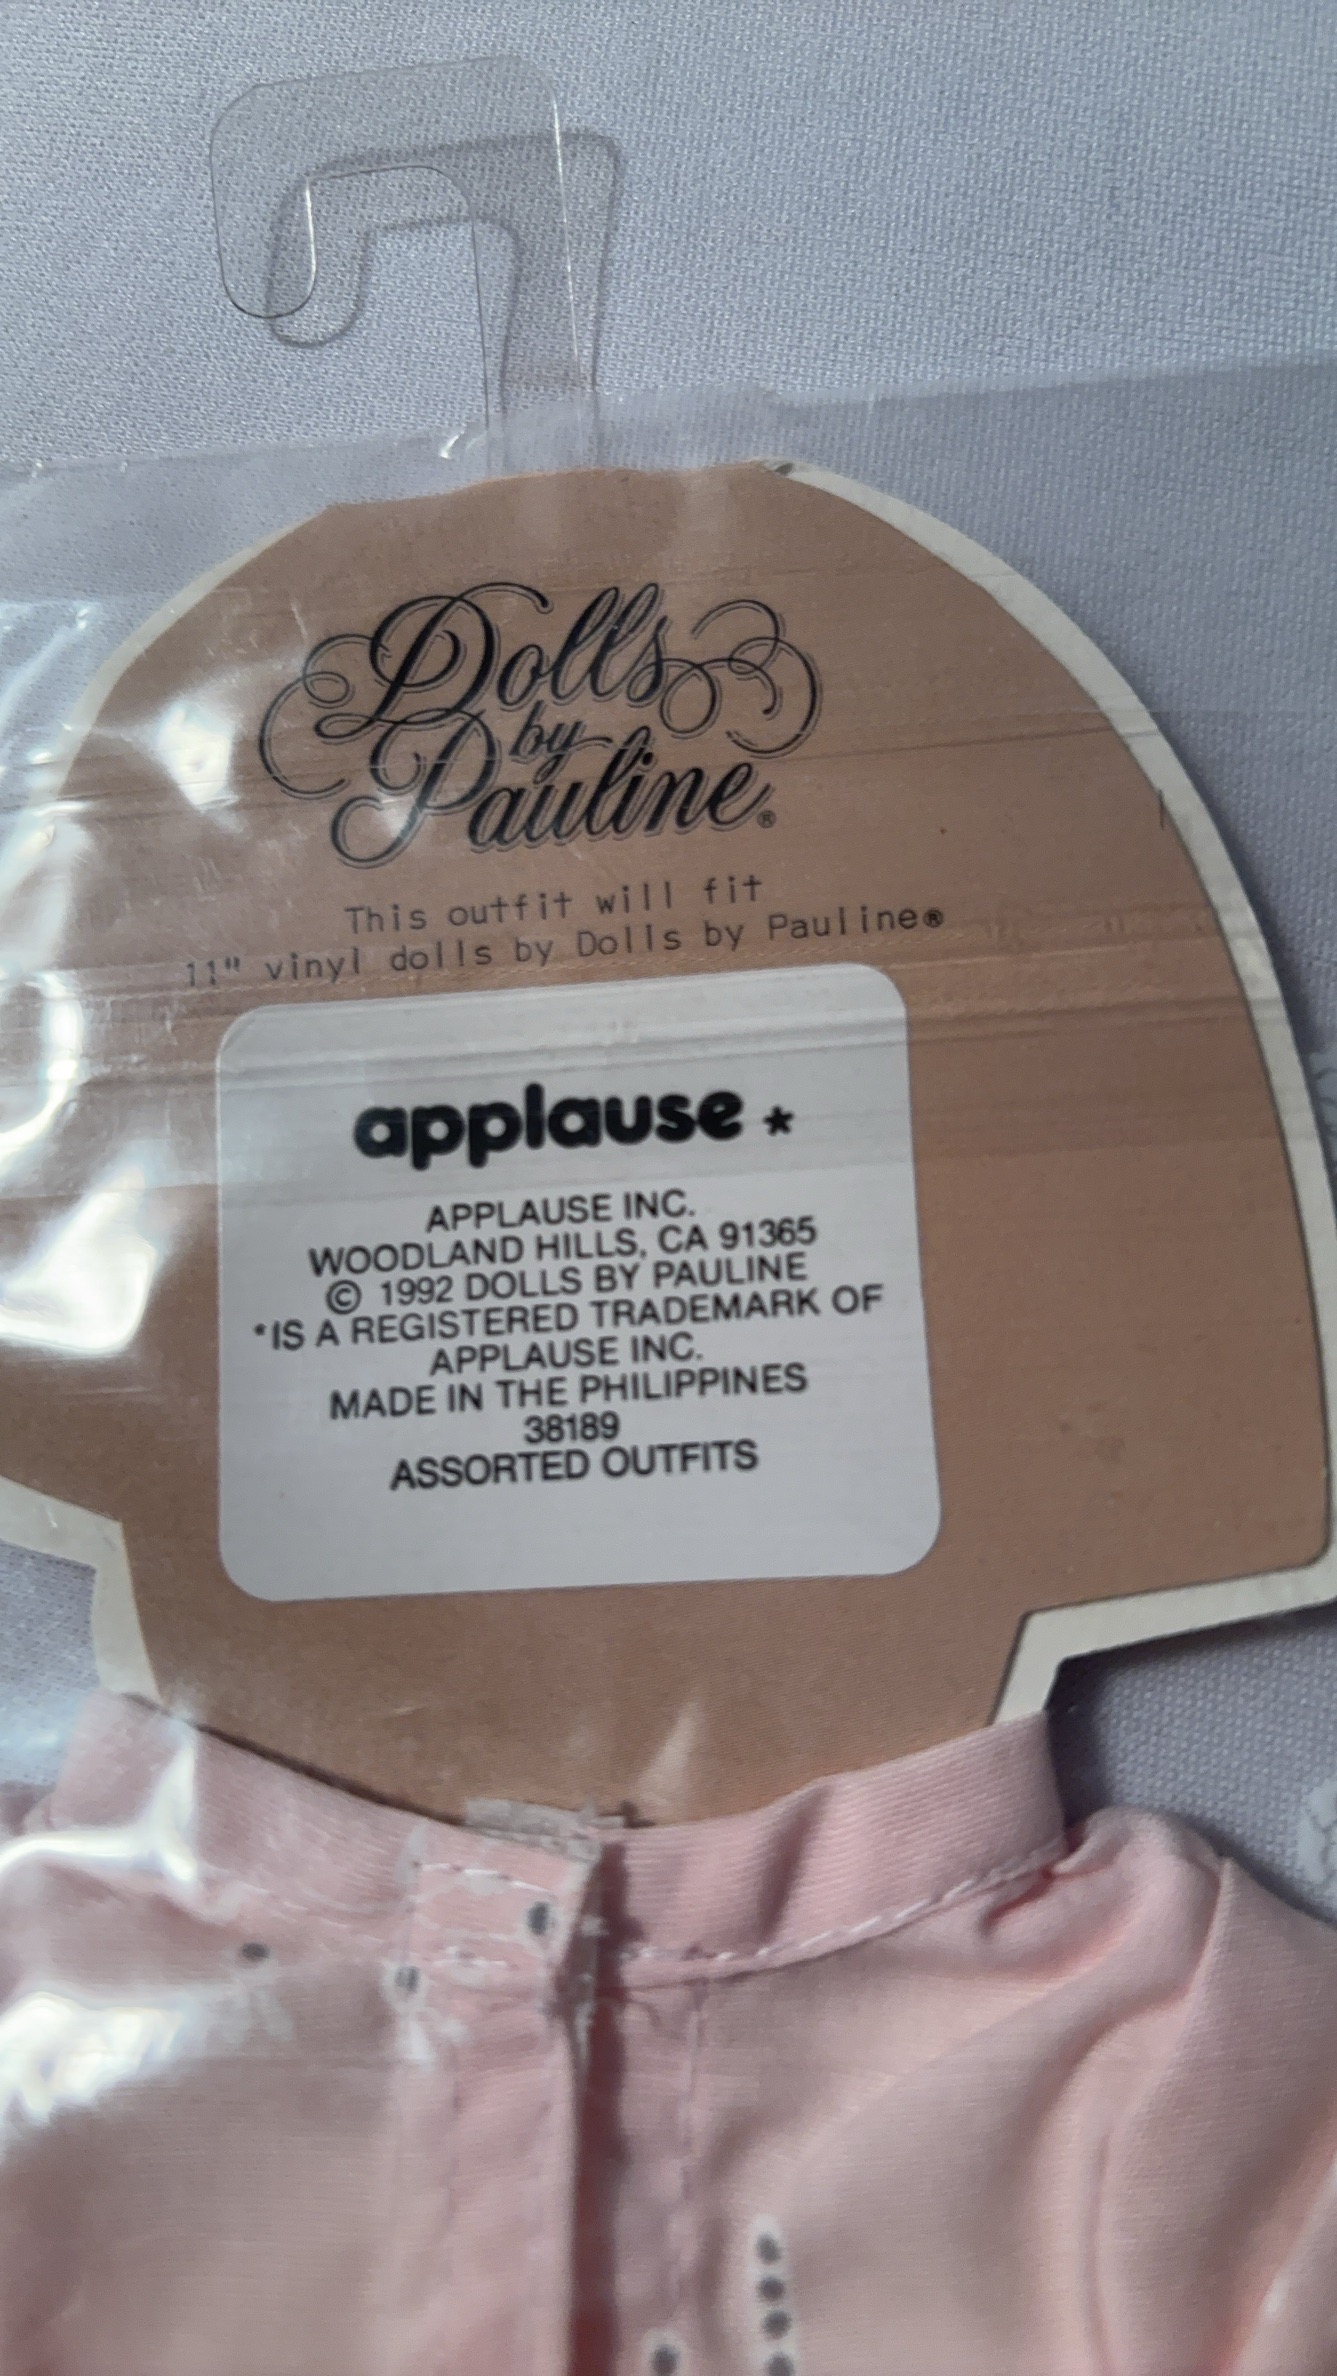 Dolls
by
Pauline®
This outfit will fit
11" vinyl dolls by Dolls by Pauline®
applause *
APPLAUSE INC.
WOODLAND HILLS, CA 91365
© 1992 DOLLS BY PAULINE
*IS A REGISTERED TRADEMARK OF
APPLAUSE INC.
MADE IN THE PHILIPPINES
38189
ASSORTED OUTFITS